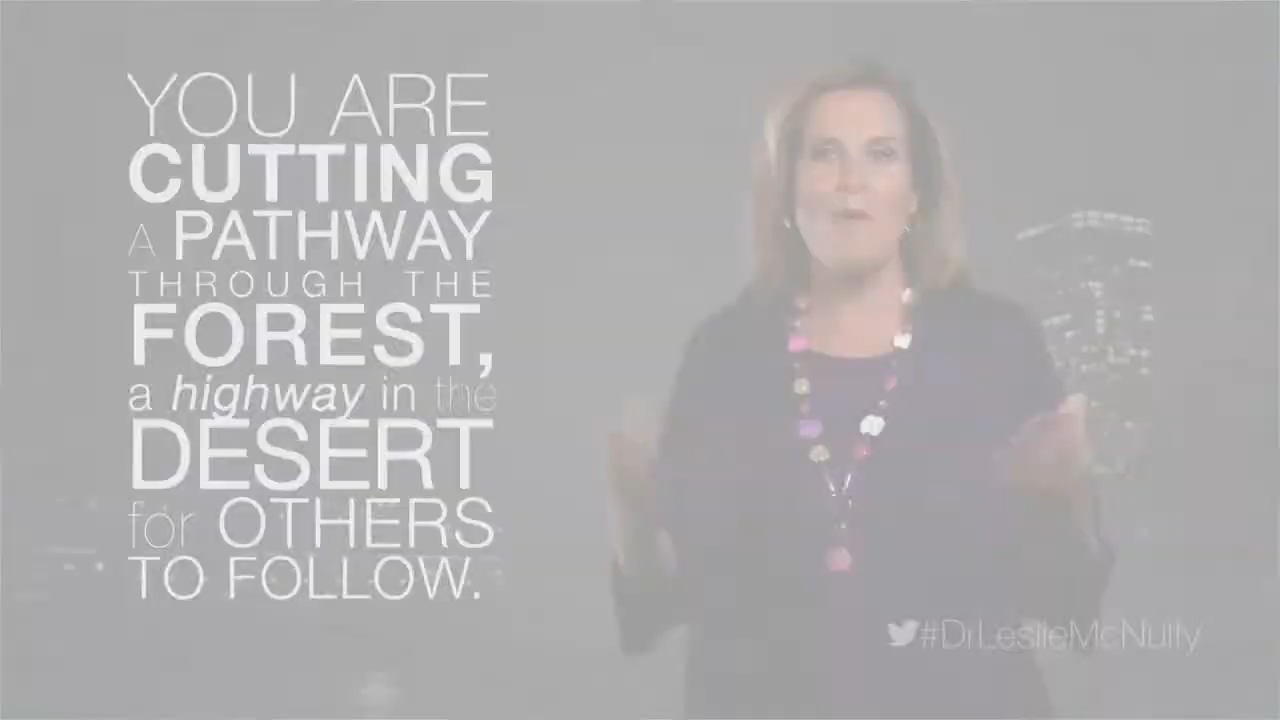 YOU ARE
CUTTING
A PATHWAY
THROUGH THE
FOREST,
a highway in the
DESERT
for OTHERS
TO FOLLOW.
#DrLeslieMcNulty